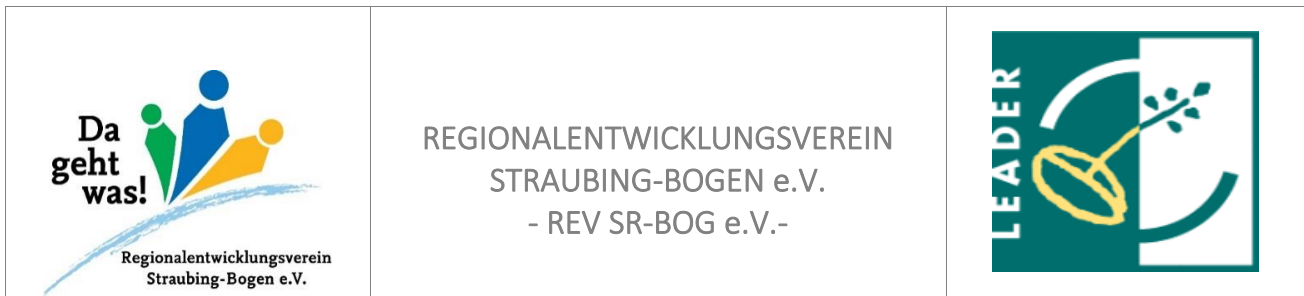 Da
geht
was!
Regionalentwicklungsverein
Straubing-Bogen e.V.
REGIONALENTWICKLUNGSVEREIN
STRAUBING-BOGEN e.V.
- REV SR-BOG e.V.-
LEADER